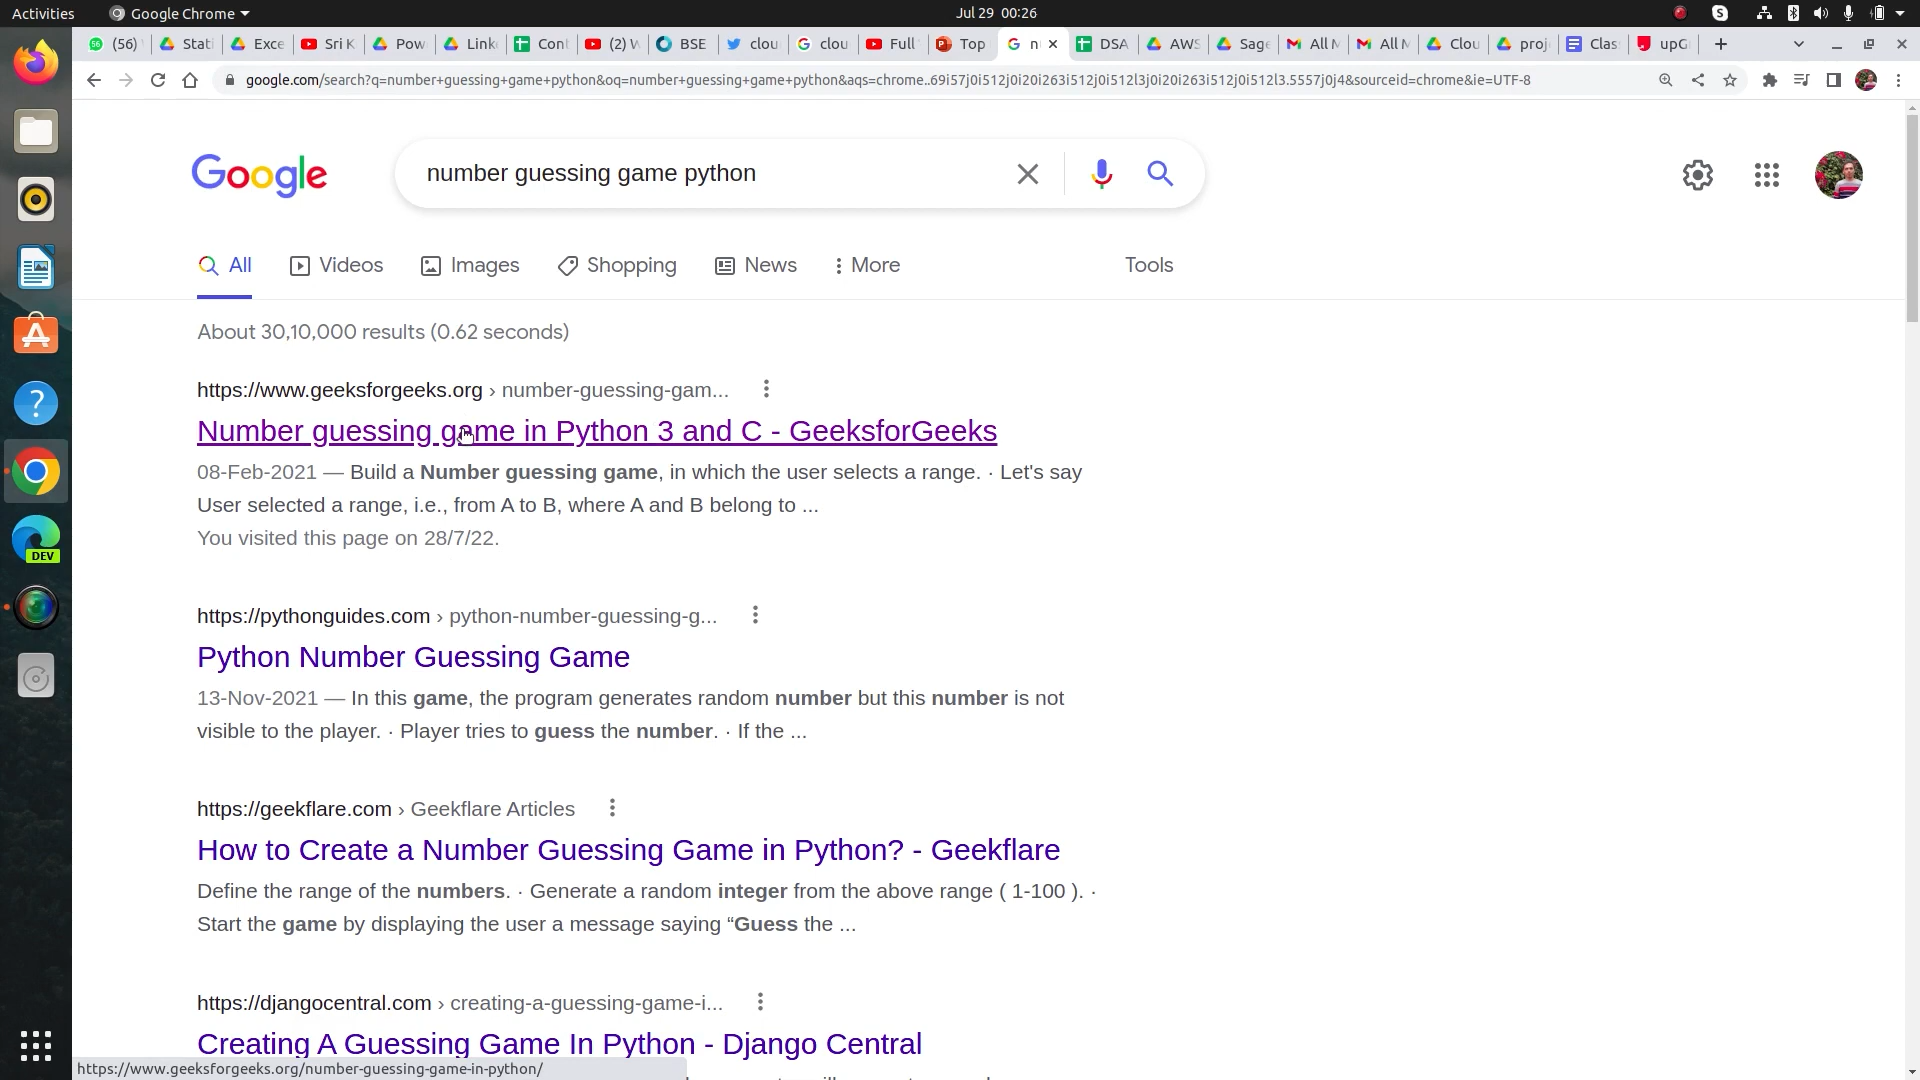 Activities Google Chrome Jul 29 00:26
(56) Stati Exce Sri K Pow Link Cont (2) W BSE clou clou Full Top n DSA AWS Sage All M All M Clou proj Clas upG
google.com/search?q=number+guessing+game+python&oq=number+guessing+game+python&aqs=chrome..69i57j0i512j0i20i263i512j0i512l3j0i20i263i512j0i512l3.5557j0j4&sourceid=chrome&ie=UTF-8
Google number guessing game python
All Videos Images Shopping News More Tools
About 30,10,000 results (0.62 seconds)
https://www.geeksforgeeks.org › number-guessing-gam...
Number guessing game in Python 3 and C - GeeksforGeeks
08-Feb-2021 — Build a Number guessing game, in which the user selects a range. · Let's say
User selected a range, i.e., from A to B, where A and B belong to ...
You visited this page on 28/7/22.
https://pythonguides.com › python-number-guessing-g...
Python Number Guessing Game
13-Nov-2021 — In this game, the program generates random number but this number is not
visible to the player. · Player tries to guess the number. · If the ...
https://geekflare.com › Geekflare Articles
How to Create a Number Guessing Game in Python? - Geekflare
Define the range of the numbers. · Generate a random integer from the above range ( 1-100 ). ·
Start the game by displaying the user a message saying “Guess the ...
https://djangocentral.com › creating-a-guessing-game-i...
Creating A Guessing Game In Python - Django Central
https://www.geeksforgeeks.org/number-guessing-game-in-python/
DEV